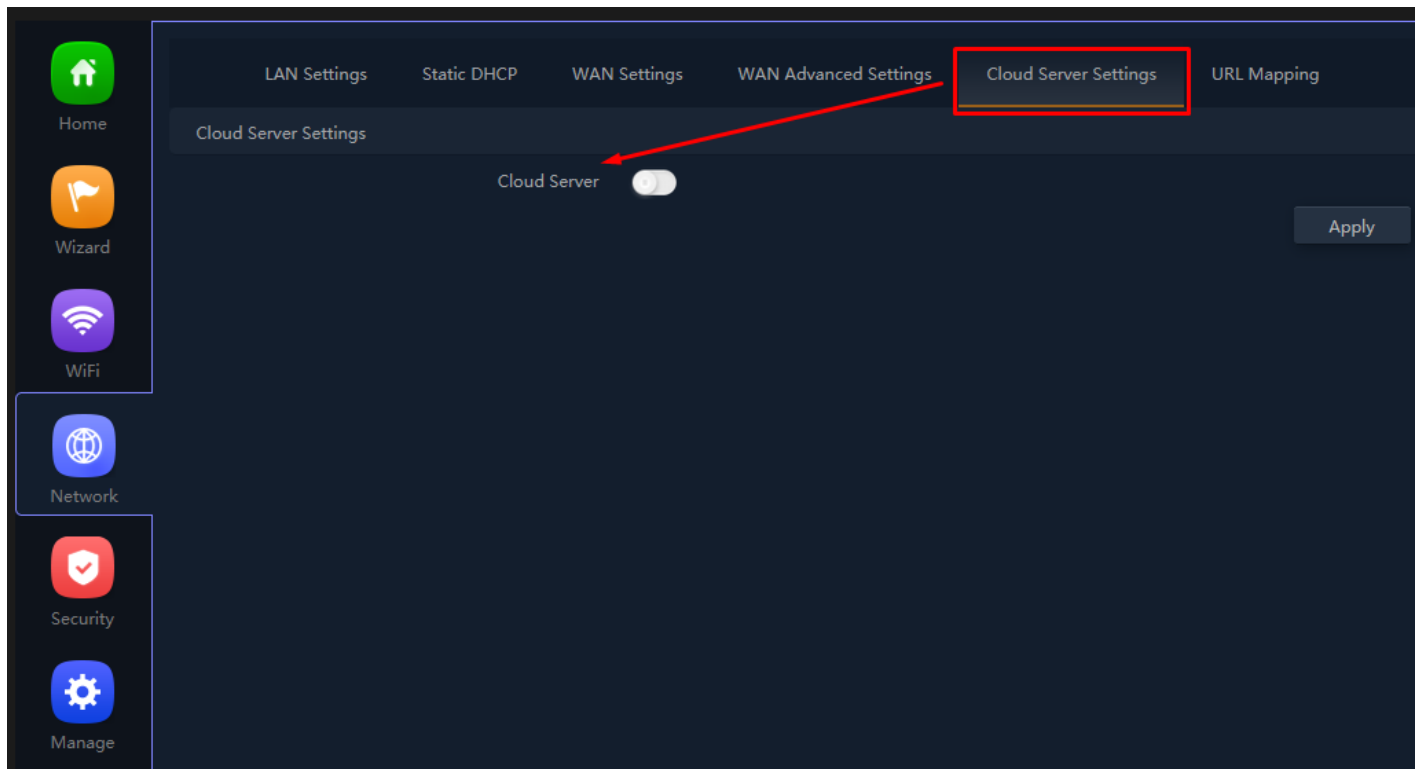 LAN Settings Static DHCP WAN Settings WAN Advanced Settings Cloud Server Settings URL Mapping
Cloud Server Settings
Cloud Server
Apply
Home
Wizard
WiFi
Network
Security
Manage